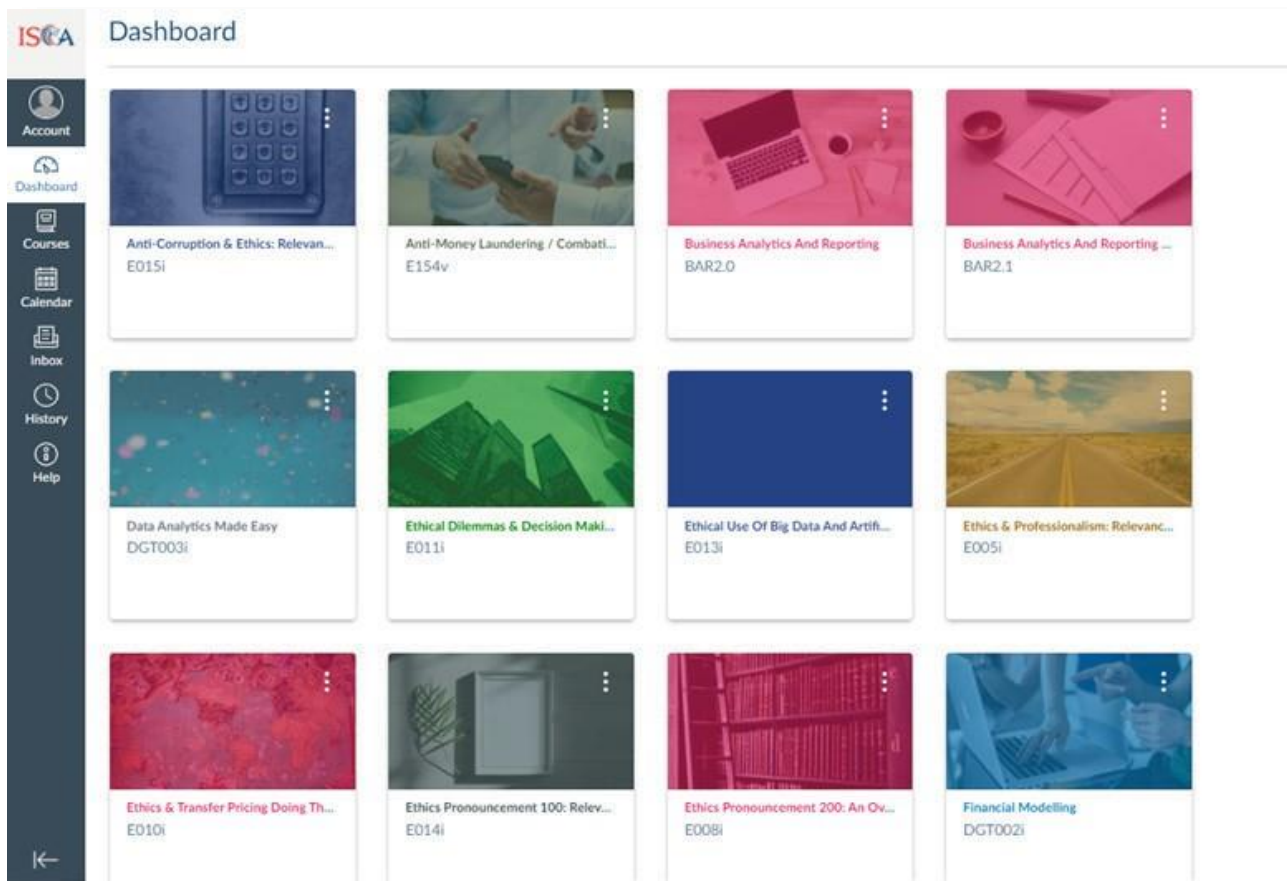 ISCA
Dashboard
Account
Dashboard
Courses
Calendar
Inbox
History
Help
Anti-Corruption & Ethics: Relevan...
E015i
Anti-Money Laundering / Combati...
E154v
Business Analytics And Reporting
BAR2.0
Business Analytics And Reporting ...
BAR2.1
Data Analytics Made Easy
DGT003i
Ethical Dilemmas & Decision Maki...
E011i
Ethical Use Of Big Data And Artifi...
E013i
Ethics & Professionalism: Relevanc...
E005i
Ethics & Transfer Pricing Doing Th...
E010i
Ethics Pronouncement 100: Relev...
E014i
Ethics Pronouncement 200: An Ov...
E008i
Financial Modelling
DGT002i